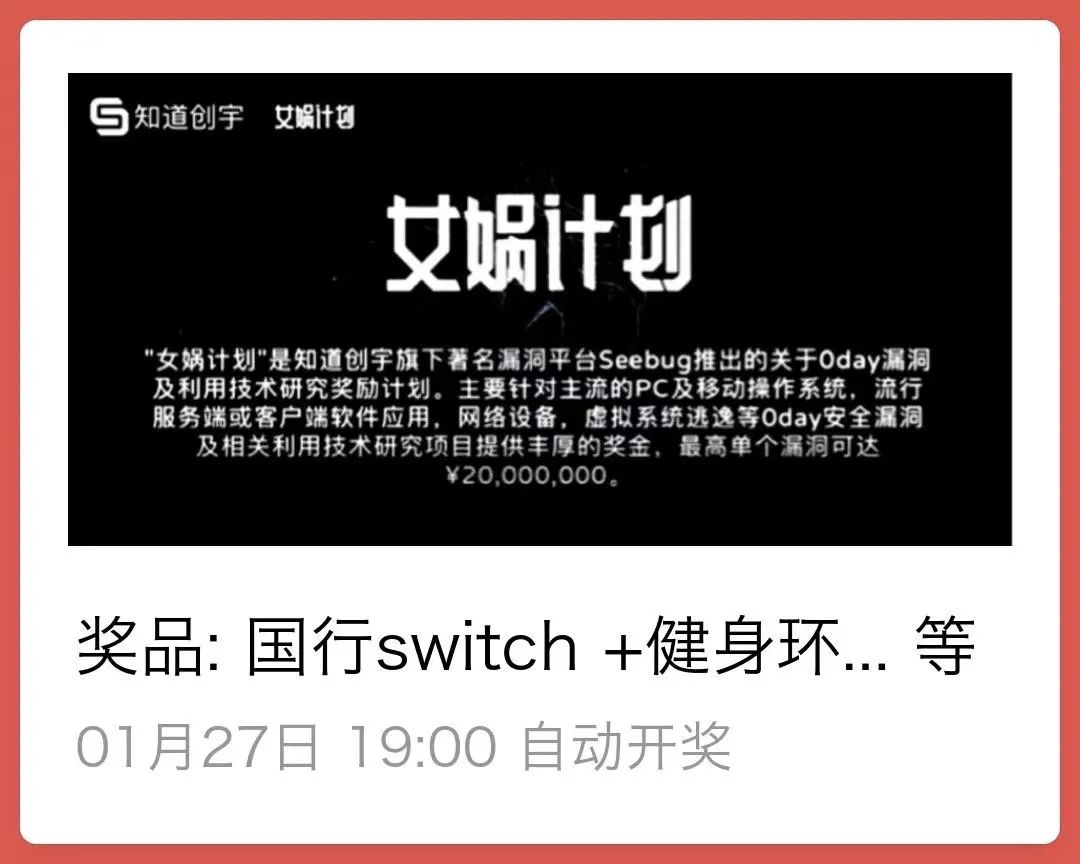 知道创宇 女娲计划
女娲计划
"女娲计划"是知道创宇旗下著名漏洞平台Seebug推出的关于0day漏洞
及利用技术研究奖励计划。主要针对主流的PC及移动操作系统，流行
服务端或客户端软件应用，网络设备，虚拟系统逃逸等0day安全漏洞
及相关利用技术研究项目提供丰厚的奖金，最高单个漏洞可达
¥20,000,000。
奖品: 国行switch +健身环... 等
01月27日 19:00 自动开奖